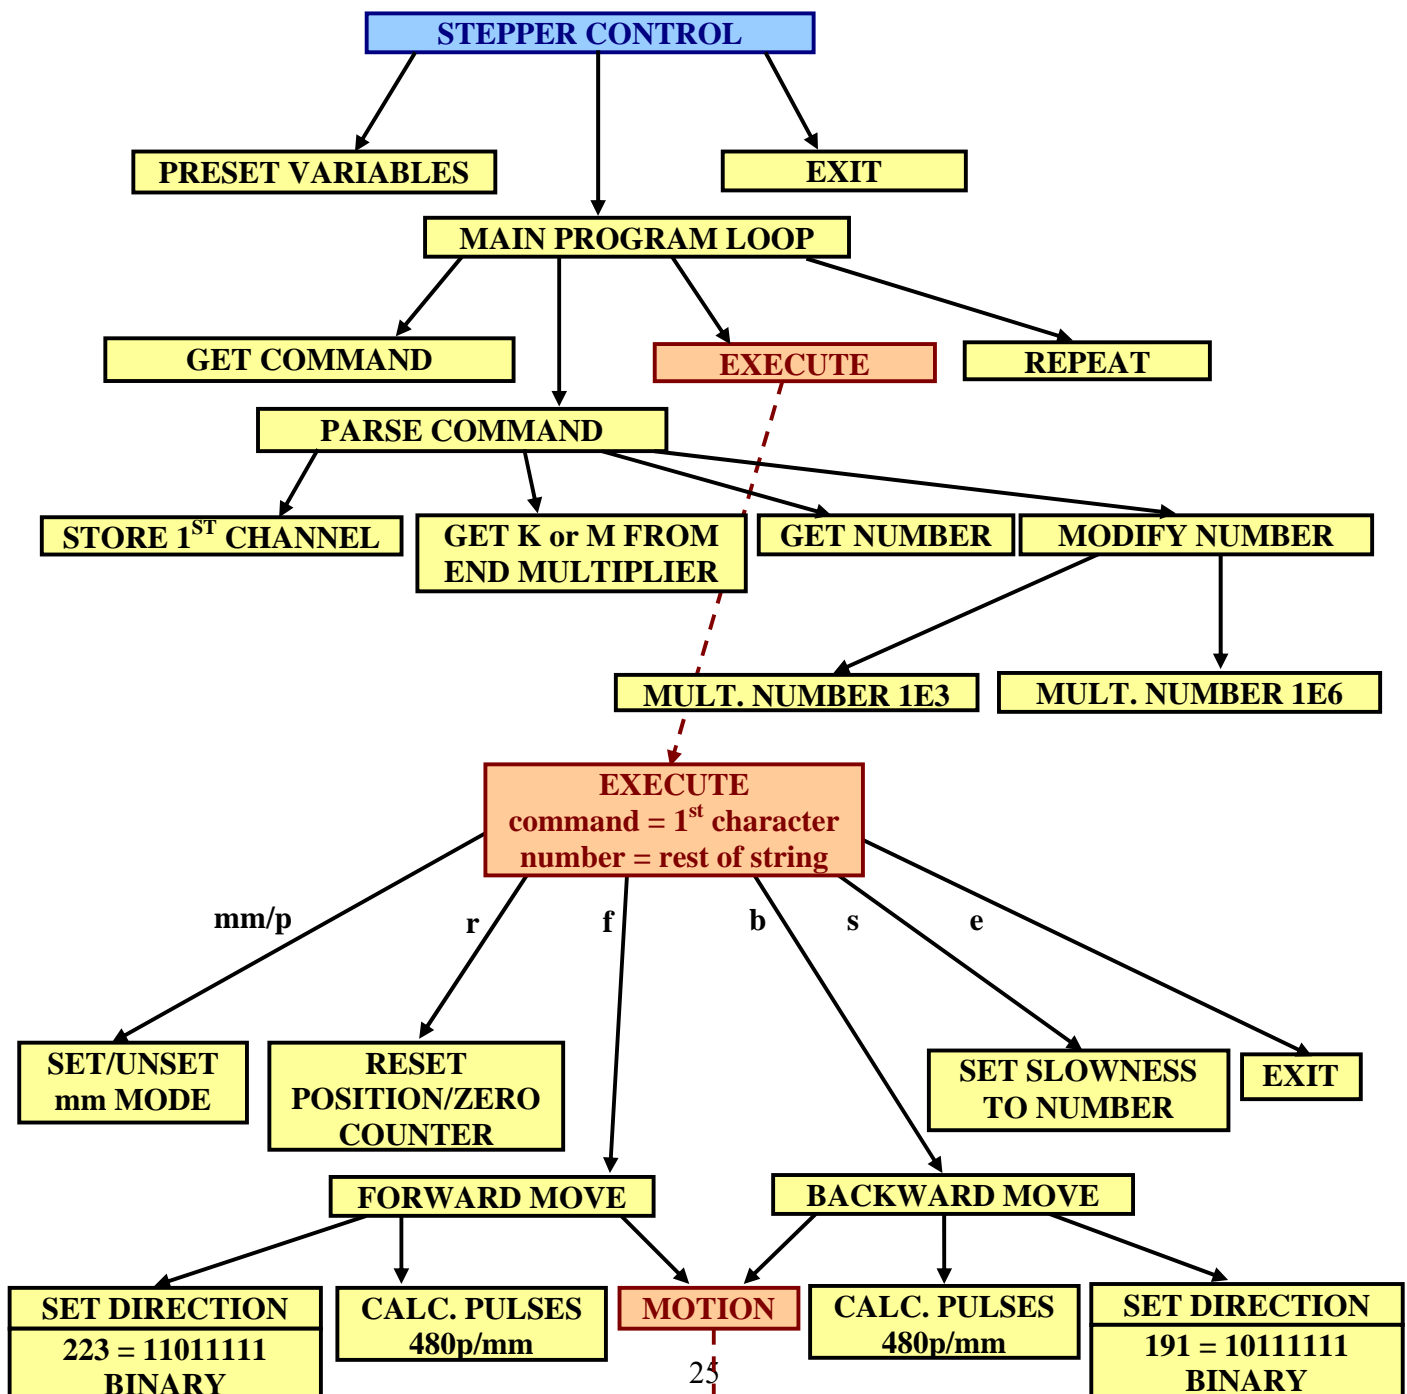 STEPPER CONTROL
PRESET VARIABLES
EXIT
MAIN PROGRAM LOOP
GET COMMAND
EXECUTE
REPEAT
PARSE COMMAND
STORE 1ST CHANNEL
GET K or M FROM
END MULTIPLIER
GET NUMBER
MODIFY NUMBER
MULT. NUMBER 1E3
MULT. NUMBER 1E6
EXECUTE
command = 1st character
number = rest of string
mm/p
r
f
b
s
e
SET/UNSET
mm MODE
RESET
POSITION/ZERO
COUNTER
SET SLOWNESS
TO NUMBER
EXIT
FORWARD MOVE
BACKWARD MOVE
SET DIRECTION
223 = 11011111
BINARY
CALC. PULSES
480p/mm
MOTION
CALC. PULSES
480p/mm
SET DIRECTION
191 = 10111111
BINARY
25